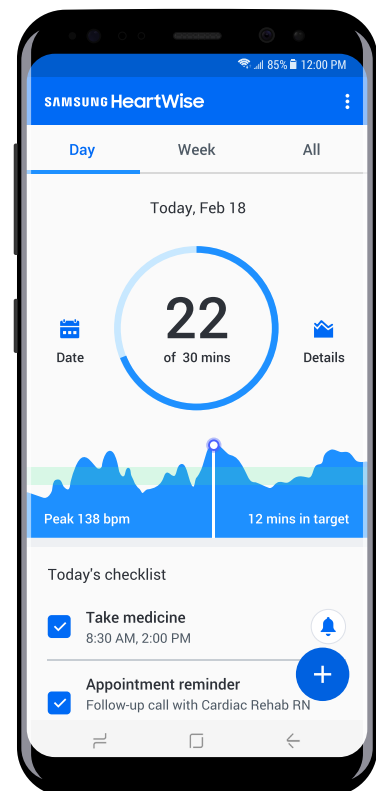 85% 12:00 PM
SAMSUNG HeartWise
Day Week All
Today, Feb 18
22
of 30 mins
Date
Details
Peak 138 bpm
12 mins in target
Today's checklist
Take medicine
8:30 AM, 2:00 PM
Appointment reminder
Follow-up call with Cardiac Rehab RN